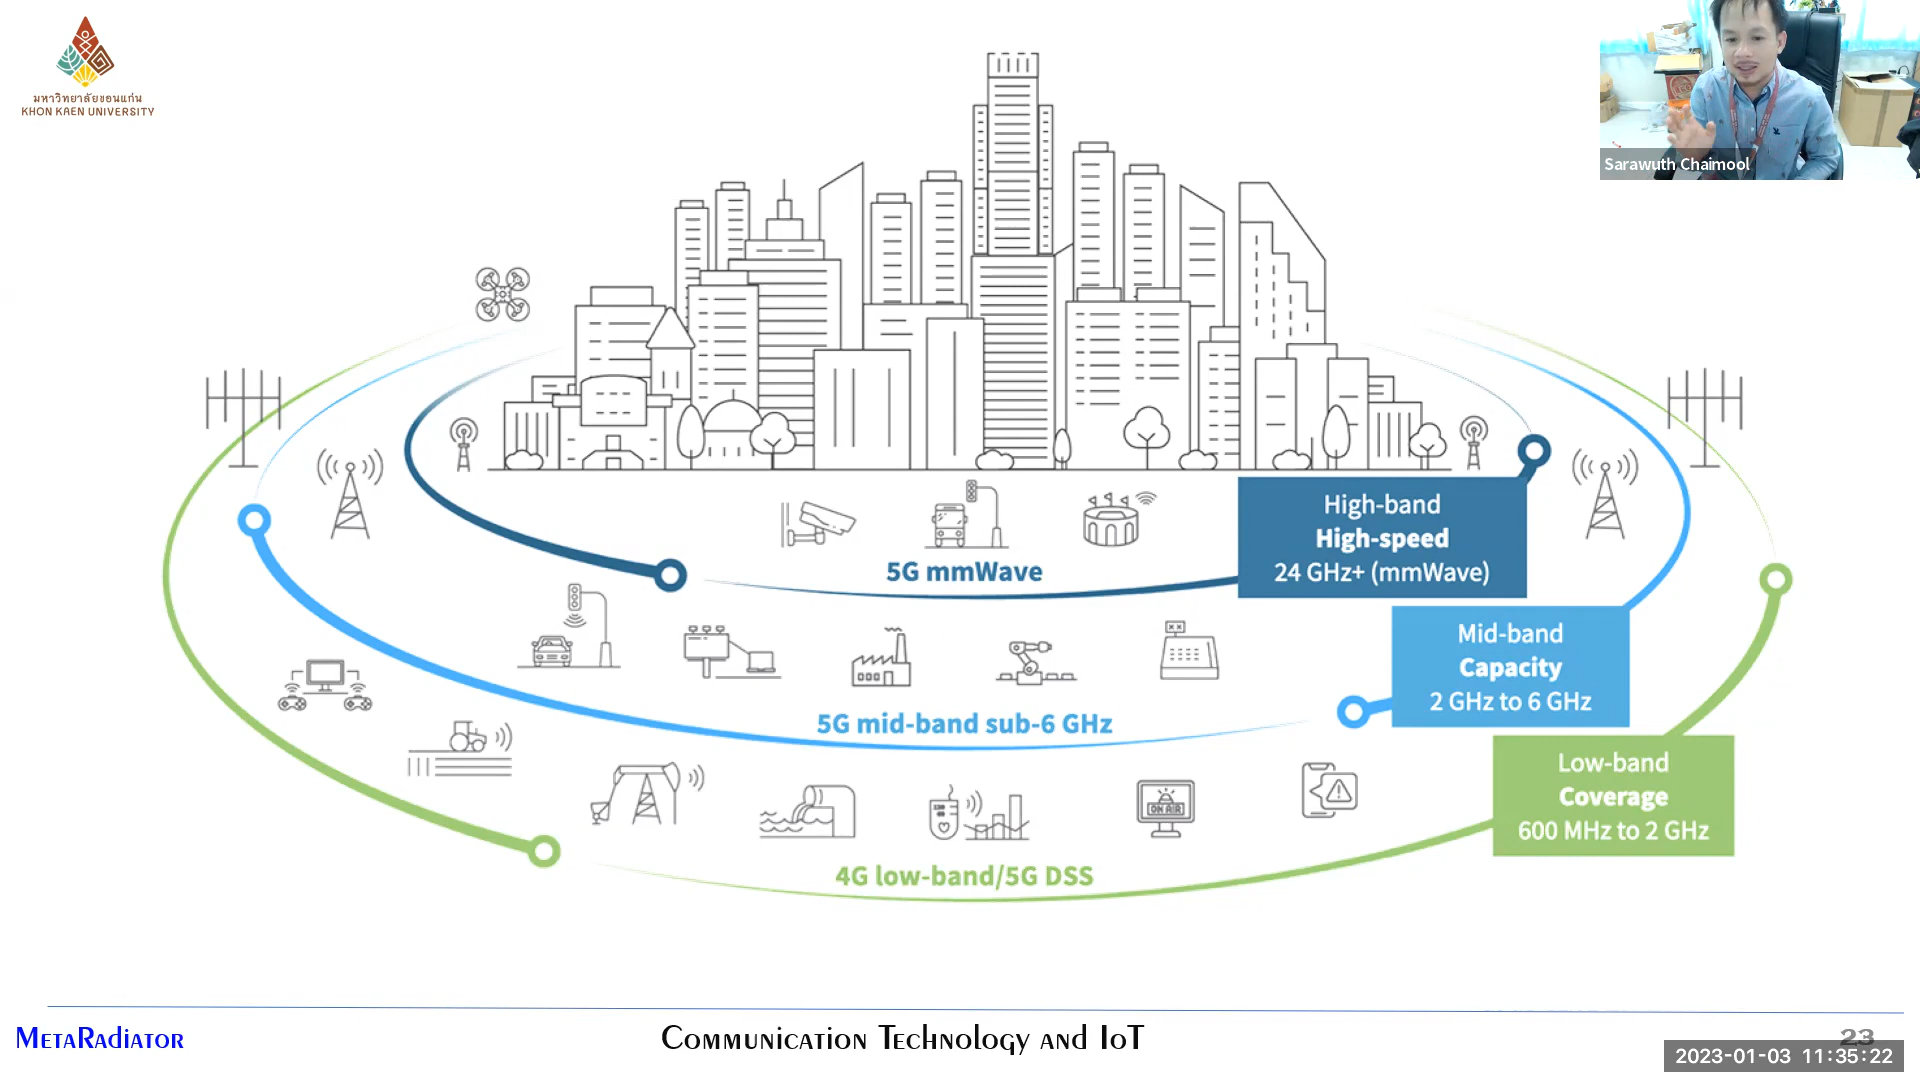 มหาวิทยาลัยขอนแก่น
KHON KAEN UNIVERSITY
Sarawuth Chaimool
High-band
High-speed
24 GHz+ (mmWave)
5G mmWave
Mid-band
Capacity
2 GHz to 6 GHz
5G mid-band sub-6 GHz
Low-band
Coverage
600 MHz to 2 GHz
ON AIR
4G low-band/5G DSS
MetaRadiator
Communication Technology and IoT
23
2023-01-03 11:35:22